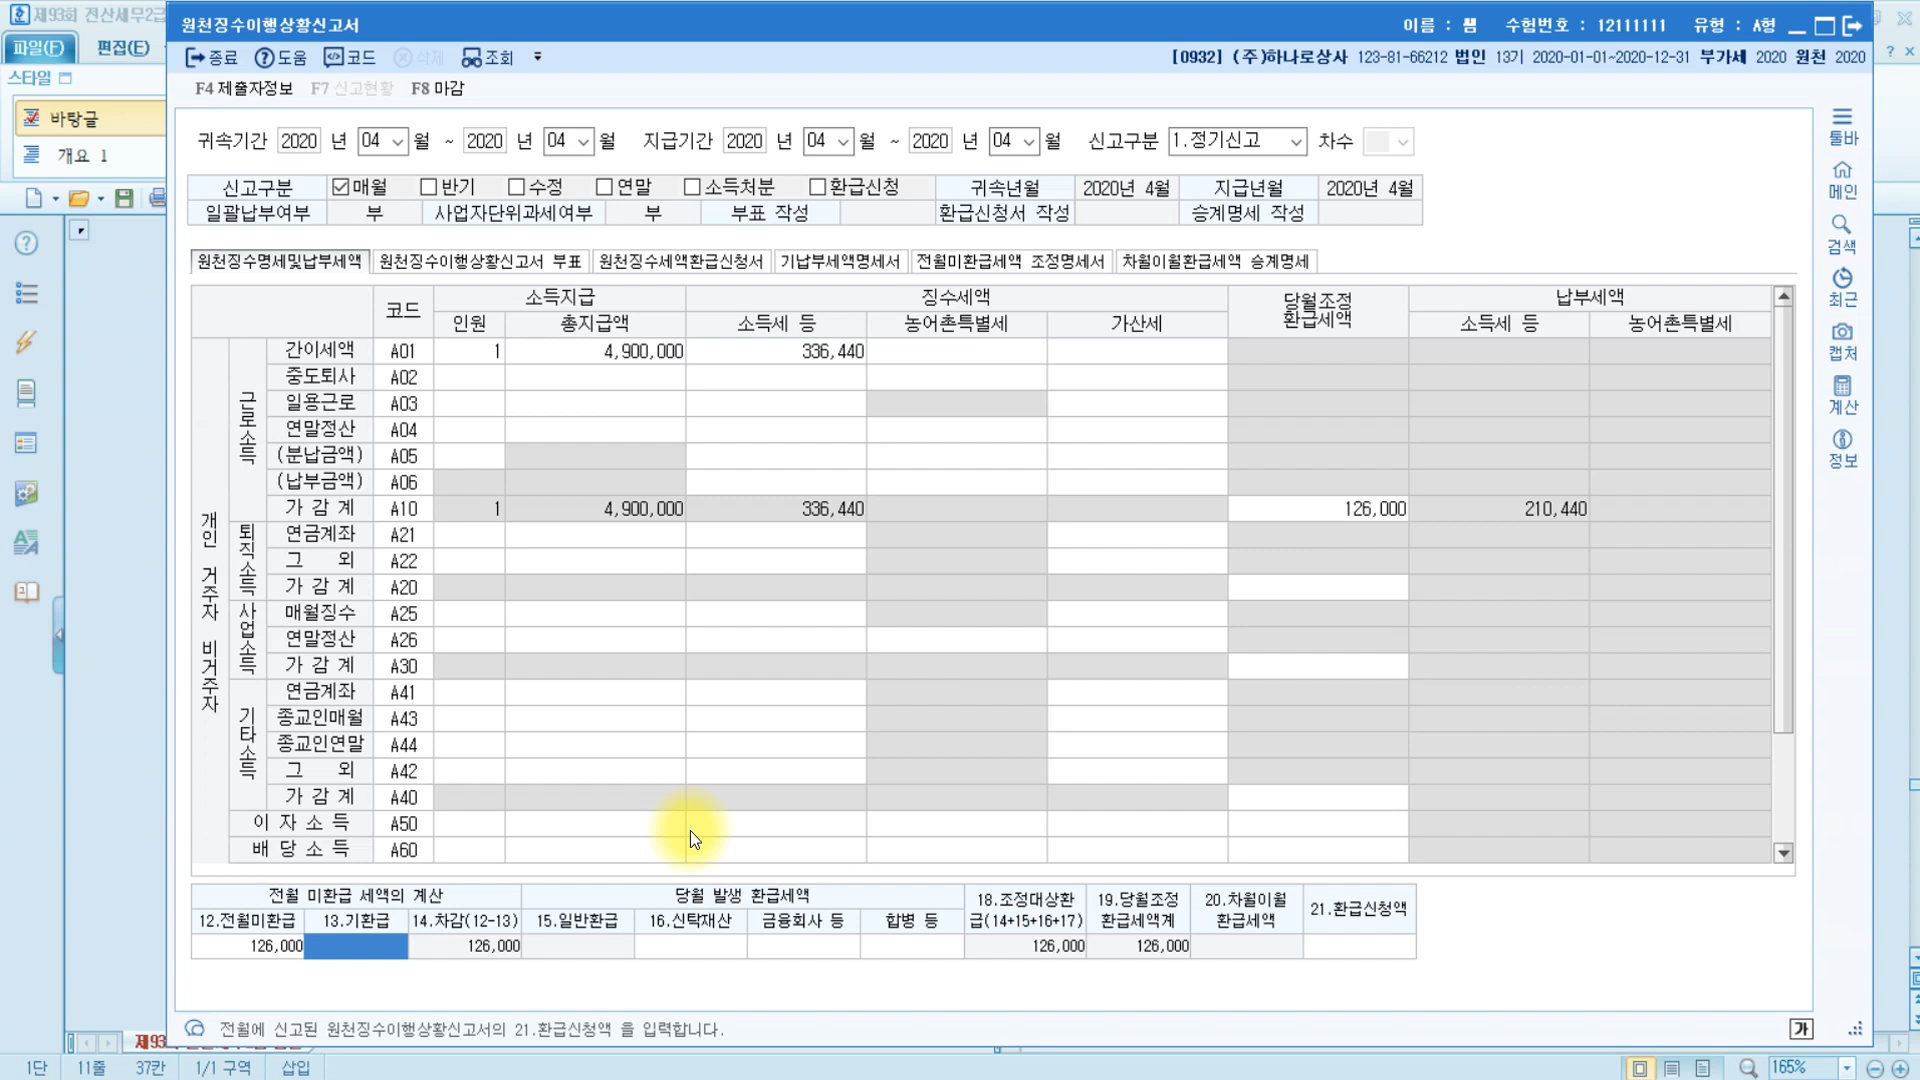 제93회 전산세무2급
원천징수이행상황신고서
이름 : 쌤 수험번호 : 12111111 유형 : A형
파일(F) 편집(E)
종료 도움 코드 삭제 조회
[0932] (주)하나로상사 123-81-66212 법인 13기 2020-01-01~2020-12-31 부가세 2020 원천 2020
스타일
F4 제출자정보 F7 신고현황 F8 마감
바탕글
개요 1
귀속기간 2020 년 04 월 ~ 2020 년 04 월 지급기간 2020 년 04 월 ~ 2020 년 04 월 신고구분 1.정기신고 차수
신고구분 매월 반기 수정 연말 소득처분 환급신청 귀속년월 2020년 4월 지급년월 2020년 4월
일괄납부여부 부 사업자단위과세여부 부 부표 작성 환급신청서 작성 승계명세 작성
원천징수명세및납부세액 원천징수이행상황신고서 부표 원천징수세액환급신청서 기납부세액명세서 전월미환급세액 조정명세서 차월이월환급세액 승계명세
코드 소득지급 징수세액 당월조정 환급세액 납부세액
인원 총지급액 소득세 등 농어촌특별세 가산세 소득세 등 농어촌특별세
개인 거주자 비거주자
근로소득
간이세액 A01 1 4,900,000 336,440
중도퇴사 A02
일용근로 A03
연말정산 A04
(분납금액) A05
(납부금액) A06
가 감 계 A10 1 4,900,000 336,440 126,000 210,440
퇴직소득
연금계좌 A21
그 외 A22
가 감 계 A20
사업소득
매월징수 A25
연말정산 A26
가 감 계 A30
기타소득
연금계좌 A41
종교인매월 A43
종교인연말 A44
그 외 A42
가 감 계 A40
이 자 소 득 A50
배 당 소 득 A60
전월 미환급 세액의 계산 당월 발생 환급세액 18.조정대상환 급(14+15+16+17) 19.당월조정 환급세액계 20.차월이월 환급세액 21.환급신청액
12.전월미환급 13.기환급 14.차감(12-13) 15.일반환급 16.신탁재산 금융회사 등 합병 등
126,000 126,000 126,000 126,000
전월에 신고된 원천징수이행상황신고서의 21.환급신청액 을 입력합니다.
가
툴바
메인
검색
최근
캡처
계산
정보
제93
1단 11줄 37칸 1/1 구역 삽입 165%